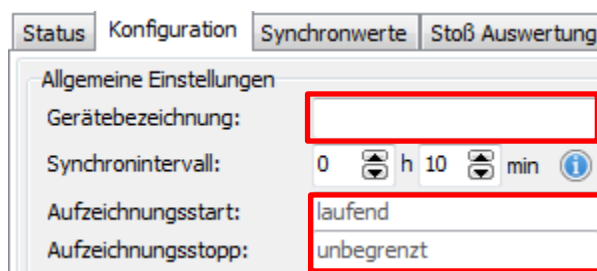 Status Konfiguration Synchronwerte Stoß Auswertung
Allgemeine Einstellungen
Gerätebezeichnung:
Synchronintervall: 0 h 10 min
Aufzeichnungsstart: laufend
Aufzeichnungsstopp: unbegrenzt